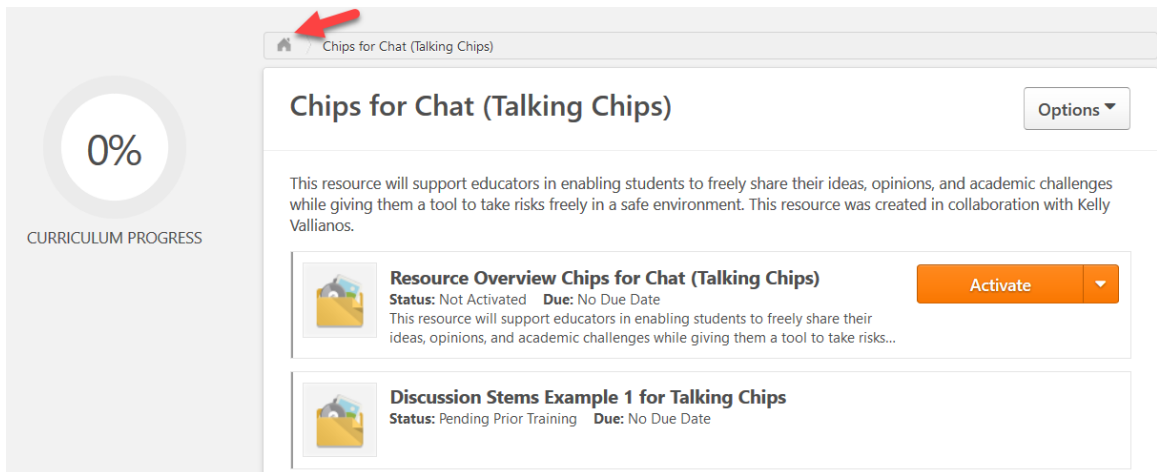 Chips for Chat (Talking Chips)
0%
CURRICULUM PROGRESS
Chips for Chat (Talking Chips)
Options
This resource will support educators in enabling students to freely share their ideas, opinions, and academic challenges
while giving them a tool to take risks freely in a safe environment. This resource was created in collaboration with Kelly
Vallianos.
Resource Overview Chips for Chat (Talking Chips)
Status: Not Activated Due: No Due Date
This resource will support educators in enabling students to freely share their
ideas, opinions, and academic challenges while giving them a tool to take risks...
Activate
Discussion Stems Example 1 for Talking Chips
Status: Pending Prior Training Due: No Due Date